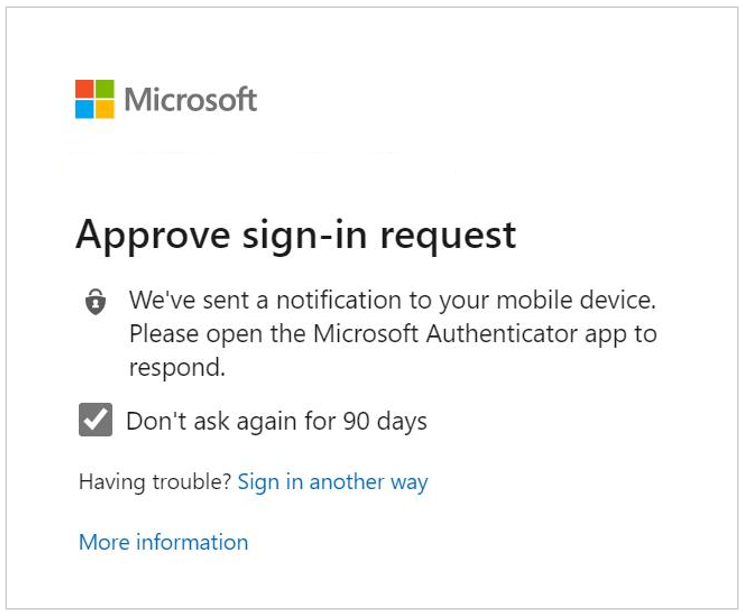 Microsoft
Approve sign-in request
We've sent a notification to your mobile device.
Please open the Microsoft Authenticator app to
respond.
Don't ask again for 90 days
Having trouble? Sign in another way
More information